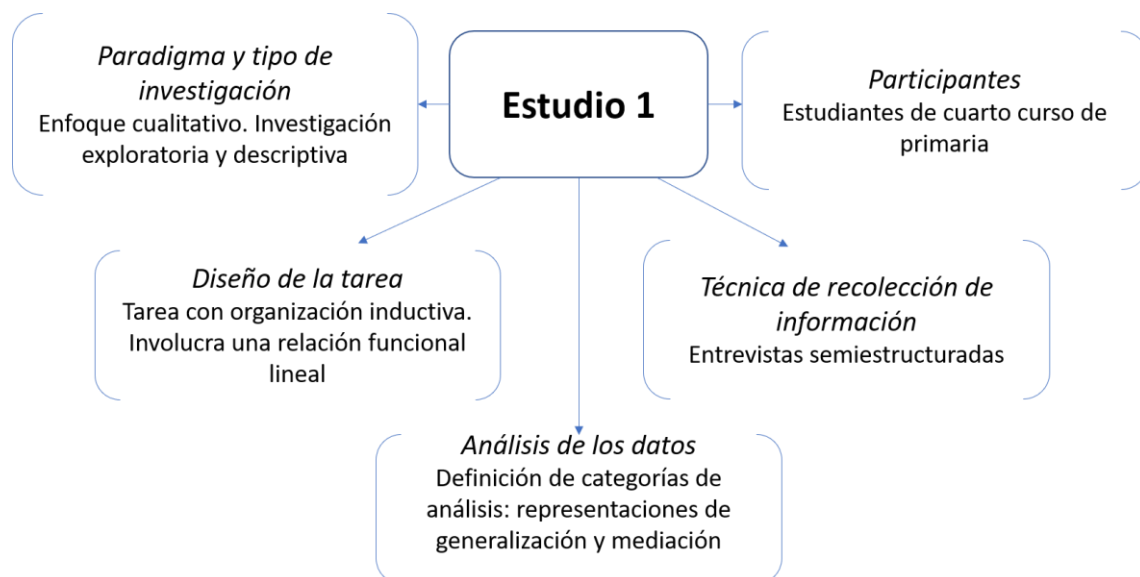 Paradigma y tipo de
investigación
Enfoque cualitativo. Investigación
exploratoria y descriptiva
Estudio 1
Participantes
Estudiantes de cuarto curso de
primaria
Diseño de la tarea
Tarea con organización inductiva.
Involucra una relación funcional
lineal
Técnica de recolección de
información
Entrevistas semiestructuradas
Análisis de los datos
Definición de categorías de
análisis: representaciones de
generalización y mediación